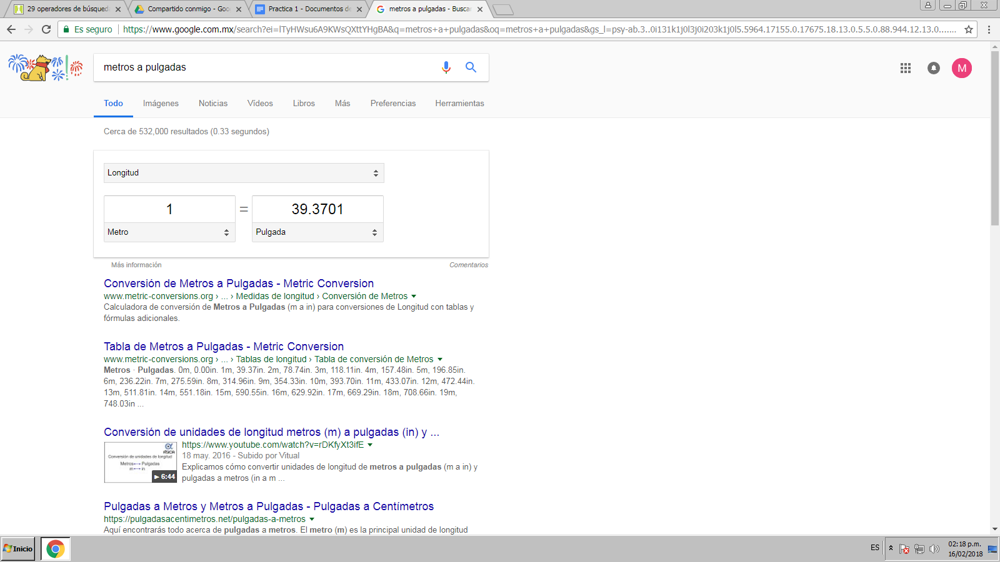 29 operadores de búsqued
Compartido conmigo - Goo
Practica 1 - Documentos de
metros a pulgadas - Buscar
Es seguro
https://www.google.com.mx/search?ei=lTyHWsu6A9KWsQXttYHgBA&q=metros+a+pulgadas&oq=metros+a+pulgadas&gs_l=psy-ab.3..0i131k1j0l3j0i203k1j0l5.5964.17155.0.17675.18.13.0.5.5.0.88.944.12.13.0.......
metros a pulgadas
M
Todo Imágenes Noticias Vídeos Libros Más Preferencias Herramientas
Cerca de 532,000 resultados (0.33 segundos)
Longitud
1 = 39.3701
Metro Pulgada
Más información Comentarios
Conversión de Metros a Pulgadas - Metric Conversion
www.metric-conversions.org › ... › Medidas de longitud › Conversión de Metros
Calculadora de conversión de Metros a Pulgadas (m a in) para conversiones de Longitud con tablas y
fórmulas adicionales.
Tabla de Metros a Pulgadas - Metric Conversion
www.metric-conversions.org › ... › Tablas de longitud › Tabla de conversión de Metros
Metros · Pulgadas. 0m, 0.00in. 1m, 39.37in. 2m, 78.74in. 3m, 118.11in. 4m, 157.48in. 5m, 196.85in.
6m, 236.22in. 7m, 275.59in. 8m, 314.96in. 9m, 354.33in. 10m, 393.70in. 11m, 433.07in. 12m, 472.44in.
13m, 511.81in. 14m, 551.18in. 15m, 590.55in. 16m, 629.92in. 17m, 669.29in. 18m, 708.66in. 19m,
748.03in ...
Conversión de unidades de longitud metros (m) a pulgadas (in) y ...
FÍSICA
Conversión de unidades de longitud
Metros Pulgadas
m in
6:44
https://www.youtube.com/watch?v=rDKfyXt3ifE
18 may. 2016 - Subido por Vitual
Explicamos cómo convertir unidades de longitud de metros a pulgadas (m a in) y
pulgadas a metros (in a m ...
Pulgadas a Metros y Metros a Pulgadas - Pulgadas a Centímetros
https://pulgadasacentimetros.net/pulgadas-a-metros
Aquí encontrarás todo acerca de pulgadas a metros. El metro (m) es la principal unidad de longitud
Inicio
ES
02:18 p.m.
16/02/2018